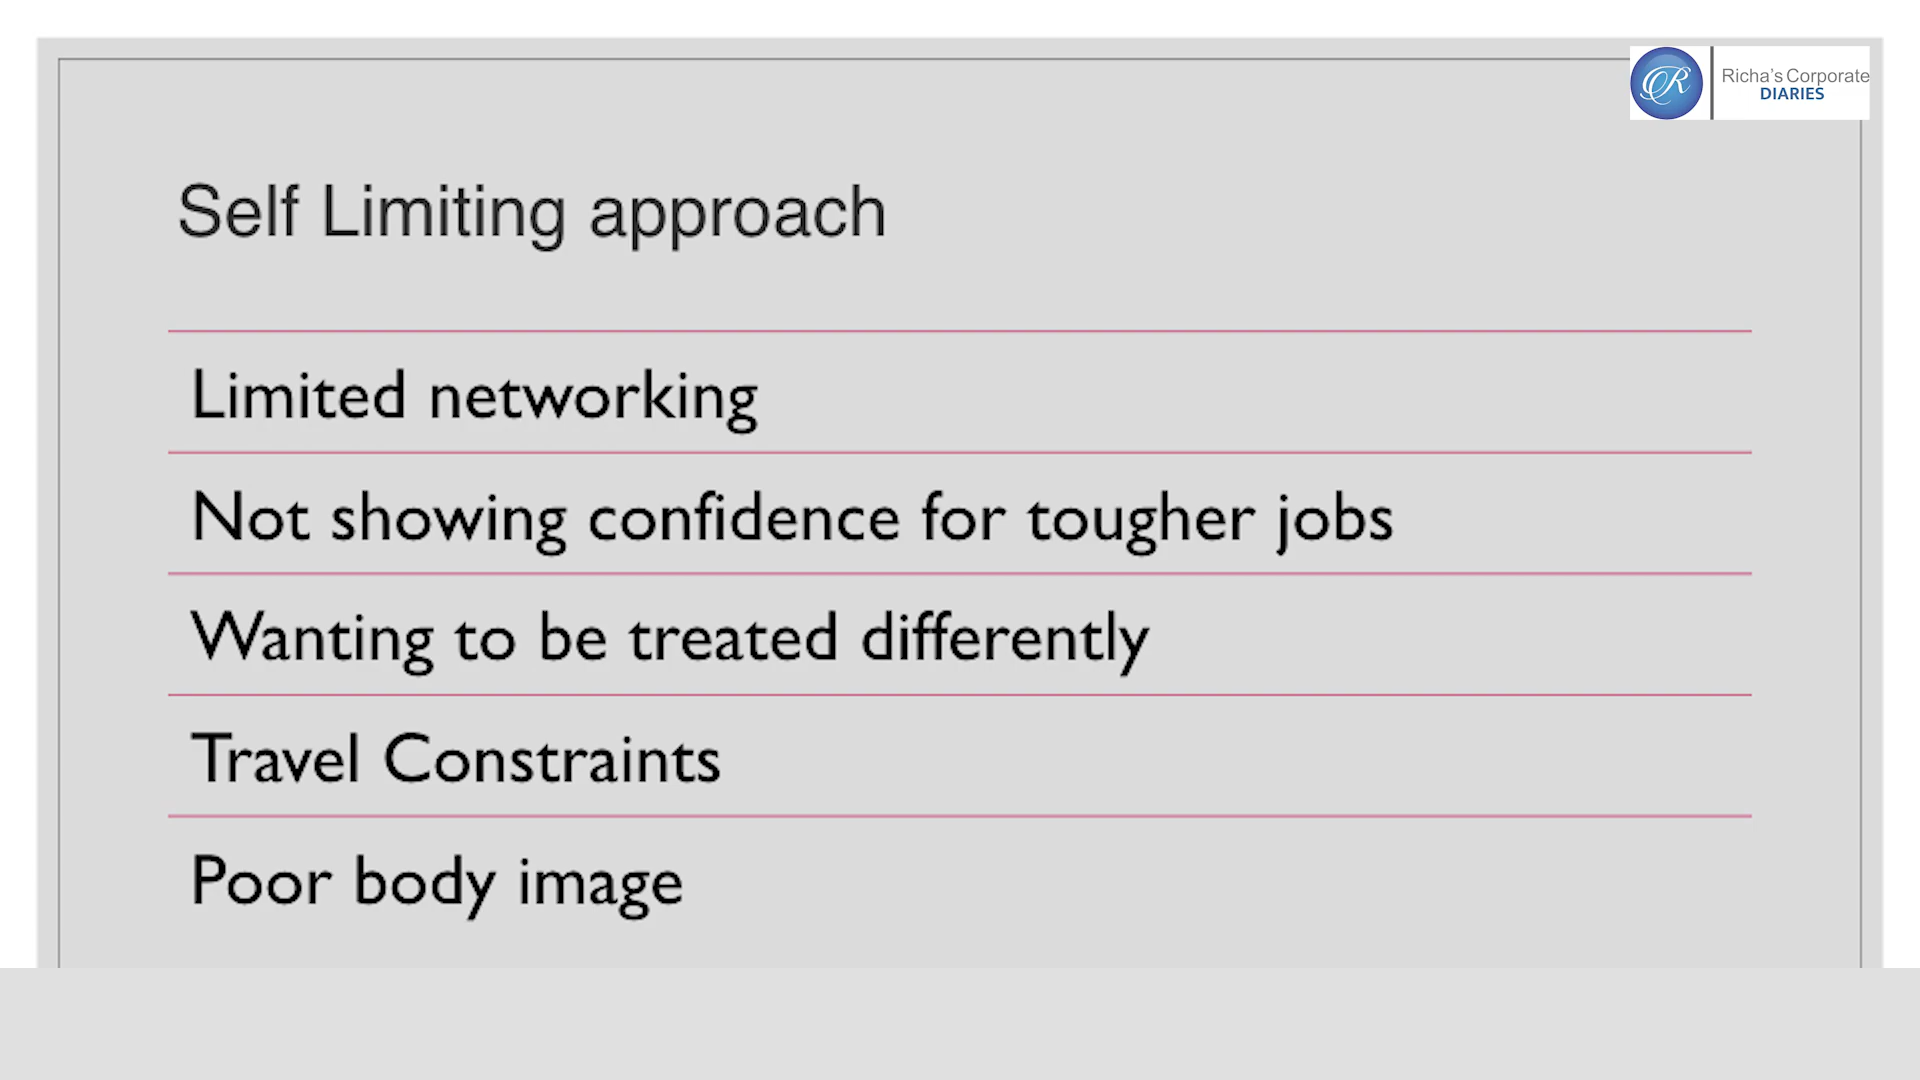 Richa's Corporate
DIARIES
Self Limiting approach
Limited networking
Not showing confidence for tougher jobs
Wanting to be treated differently
Travel Constraints
Poor body image